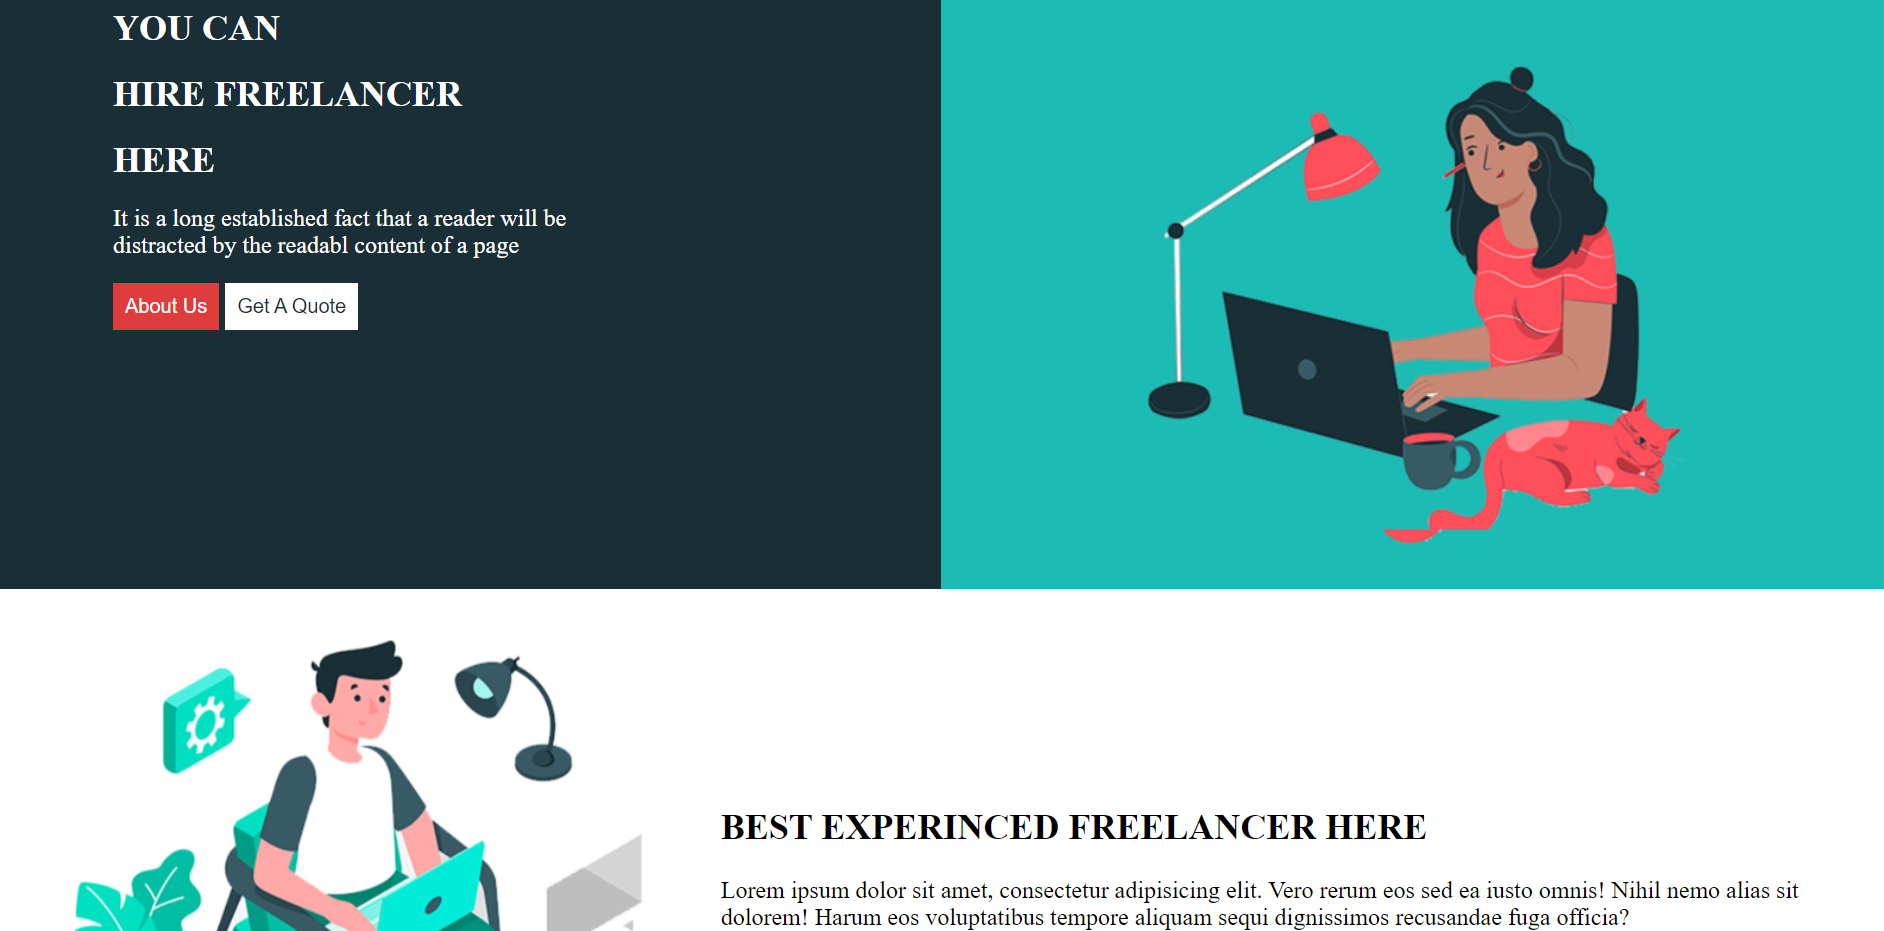 YOU CAN
HIRE FREELANCER
HERE
It is a long established fact that a reader will be
distracted by the readabl content of a page
About Us
Get A Quote
BEST EXPERINCED FREELANCER HERE
Lorem ipsum dolor sit amet, consectetur adipisicing elit. Vero rerum eos sed ea iusto omnis! Nihil nemo alias sit
dolorem! Harum eos voluptatibus tempore aliquam sequi dignissimos recusandae fuga officia?